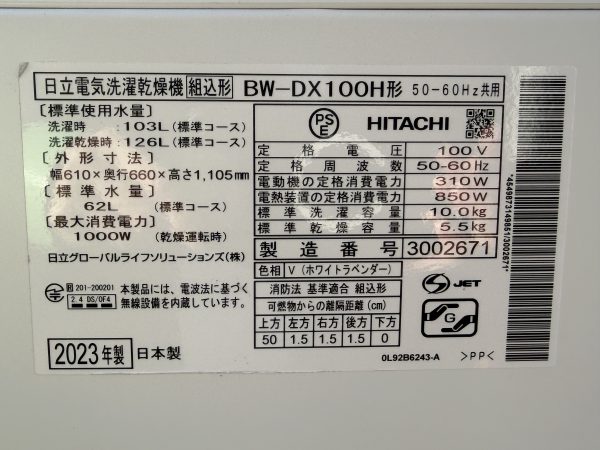 日立電気洗濯乾燥機 組込形 BW-DX100H形 50-60Hz共用
[標準使用水量]
洗濯時:103L(標準コース)
洗濯乾燥時:126L(標準コース)
[外形寸法]
幅610×奥行660×高さ1,105mm
[標準水量]
62L (標準コース)
[最大消費電力]
1000W (乾燥運転時)
日立グローバルライフソリューションズ(株)
PSE HITACHI
定格電圧 100V
定格周波数 50-60Hz
電動機の定格消費電力 310W
電熱装置の定格消費電力 850W
標準洗濯容量 10.0kg
標準乾燥容量 5.5kg
製造番号 3002671
色相 V(ホワイトラベンダー)
消防法 基準適合 組込形
可燃物からの離隔距離(cm)
上方 左方 右方 後方 下方
50 1.5 1.5 1.5 0
S JET
G
R 201-200201
2.4 DS/OF4
本製品には、電波法に基づく
無線設備を内蔵しています。
2023年製 日本製
0L92B6243-A >PP<